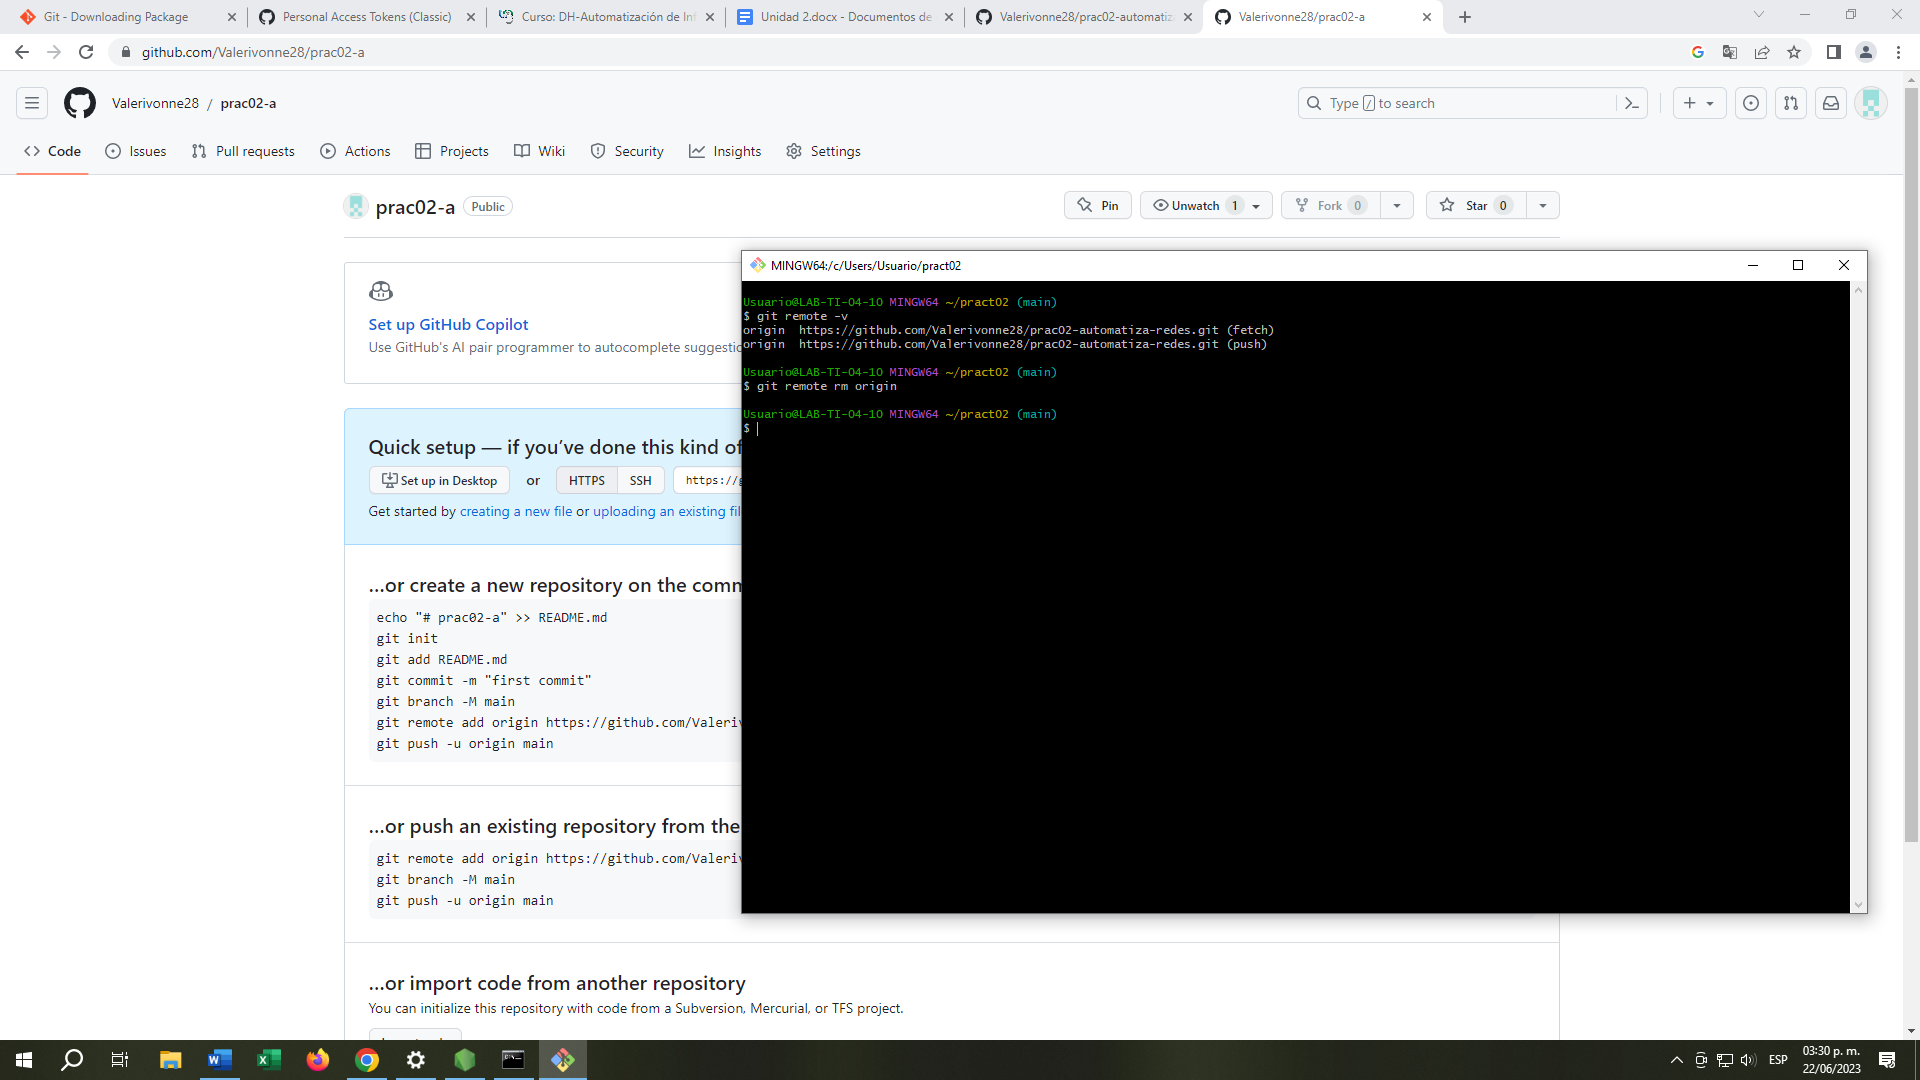 Git - Downloading Package
Personal Access Tokens (Classic)
Curso: DH-Automatización de In
Unidad 2.docx - Documentos de
Valerivonne28/prac02-automatiz
Valerivonne28/prac02-a
github.com/Valerivonne28/prac02-a
Valerivonne28 / prac02-a
Type / to search
Code
Issues
Pull requests
Actions
Projects
Wiki
Security
Insights
Settings
prac02-a Public
Pin
Unwatch 1
Fork 0
Star 0
Set up GitHub Copilot
Use GitHub's AI pair programmer to autocomplete suggestic
Quick setup — if you've done this kind of
Set up in Desktop or HTTPS SSH https://g
Get started by creating a new file or uploading an existing fil
...or create a new repository on the comm
echo "# prac02-a" >> README.md
git init
git add README.md
git commit -m "first commit"
git branch -M main
git remote add origin https://github.com/Valeriv
git push -u origin main
...or push an existing repository from the
git remote add origin https://github.com/Valeriv
git branch -M main
git push -u origin main
...or import code from another repository
You can initialize this repository with code from a Subversion, Mercurial, or TFS project.
MINGW64:/c/Users/Usuario/pract02
Usuario@LAB-TI-04-10 MINGW64 ~/pract02 (main)
$ git remote -v
origin  https://github.com/Valerivonne28/prac02-automatiza-redes.git (fetch)
origin  https://github.com/Valerivonne28/prac02-automatiza-redes.git (push)
Usuario@LAB-TI-04-10 MINGW64 ~/pract02 (main)
$ git remote rm origin
Usuario@LAB-TI-04-10 MINGW64 ~/pract02 (main)
$
ESP
03:30 p. m.
22/06/2023